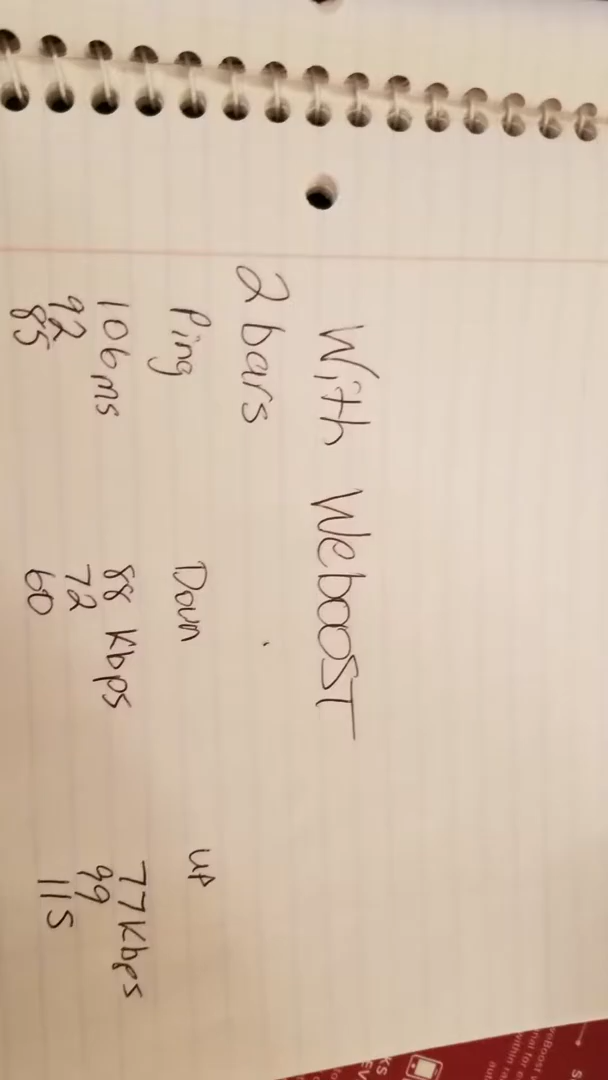 With Weboost
2 bars
Ping Down up
106ms 88 Kbps 77Kbps
92 72 99
85 60 115